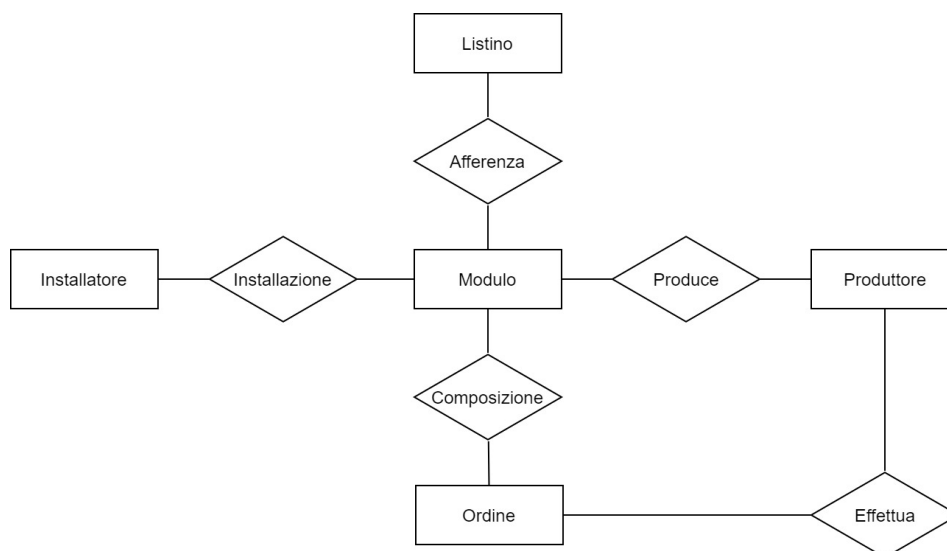 Listino
Afferenza
Installatore
Installazione
Modulo
Produce
Produttore
Composizione
Ordine
Effettua